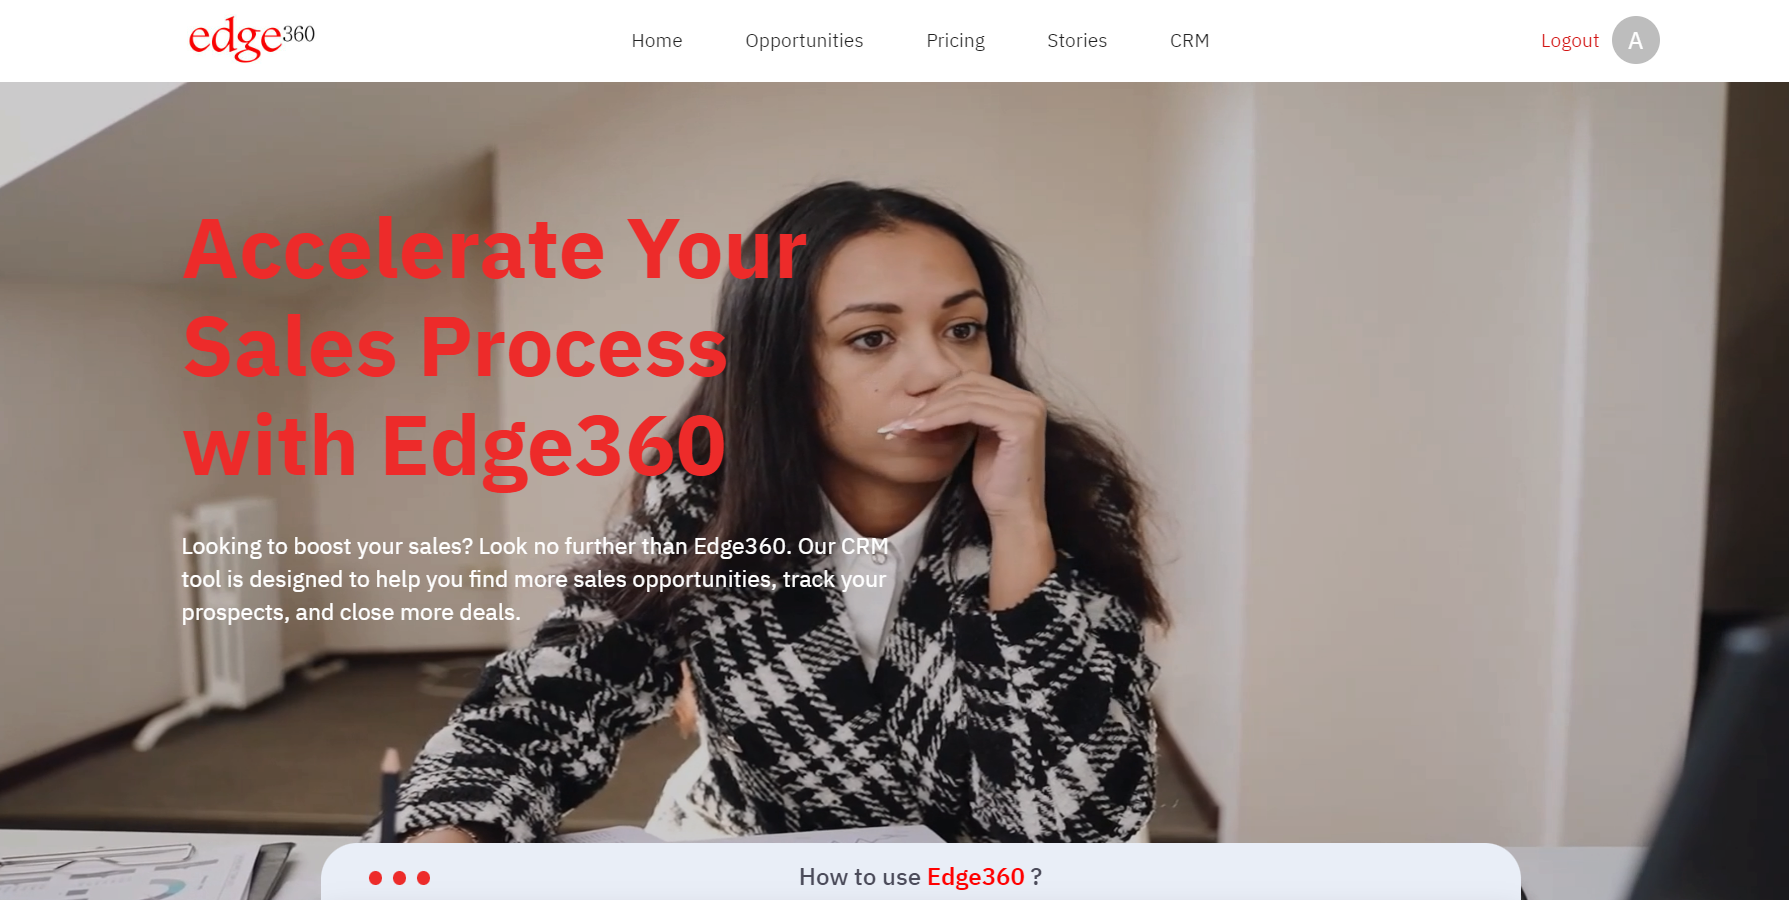 edge360
Home
Opportunities
Pricing
Stories
CRM
Logout
A
Accelerate Your
Sales Process
with Edge360
Looking to boost your sales? Look no further than Edge360. Our CRM
tool is designed to help you find more sales opportunities, track your
prospects, and close more deals.
How to use Edge360 ?